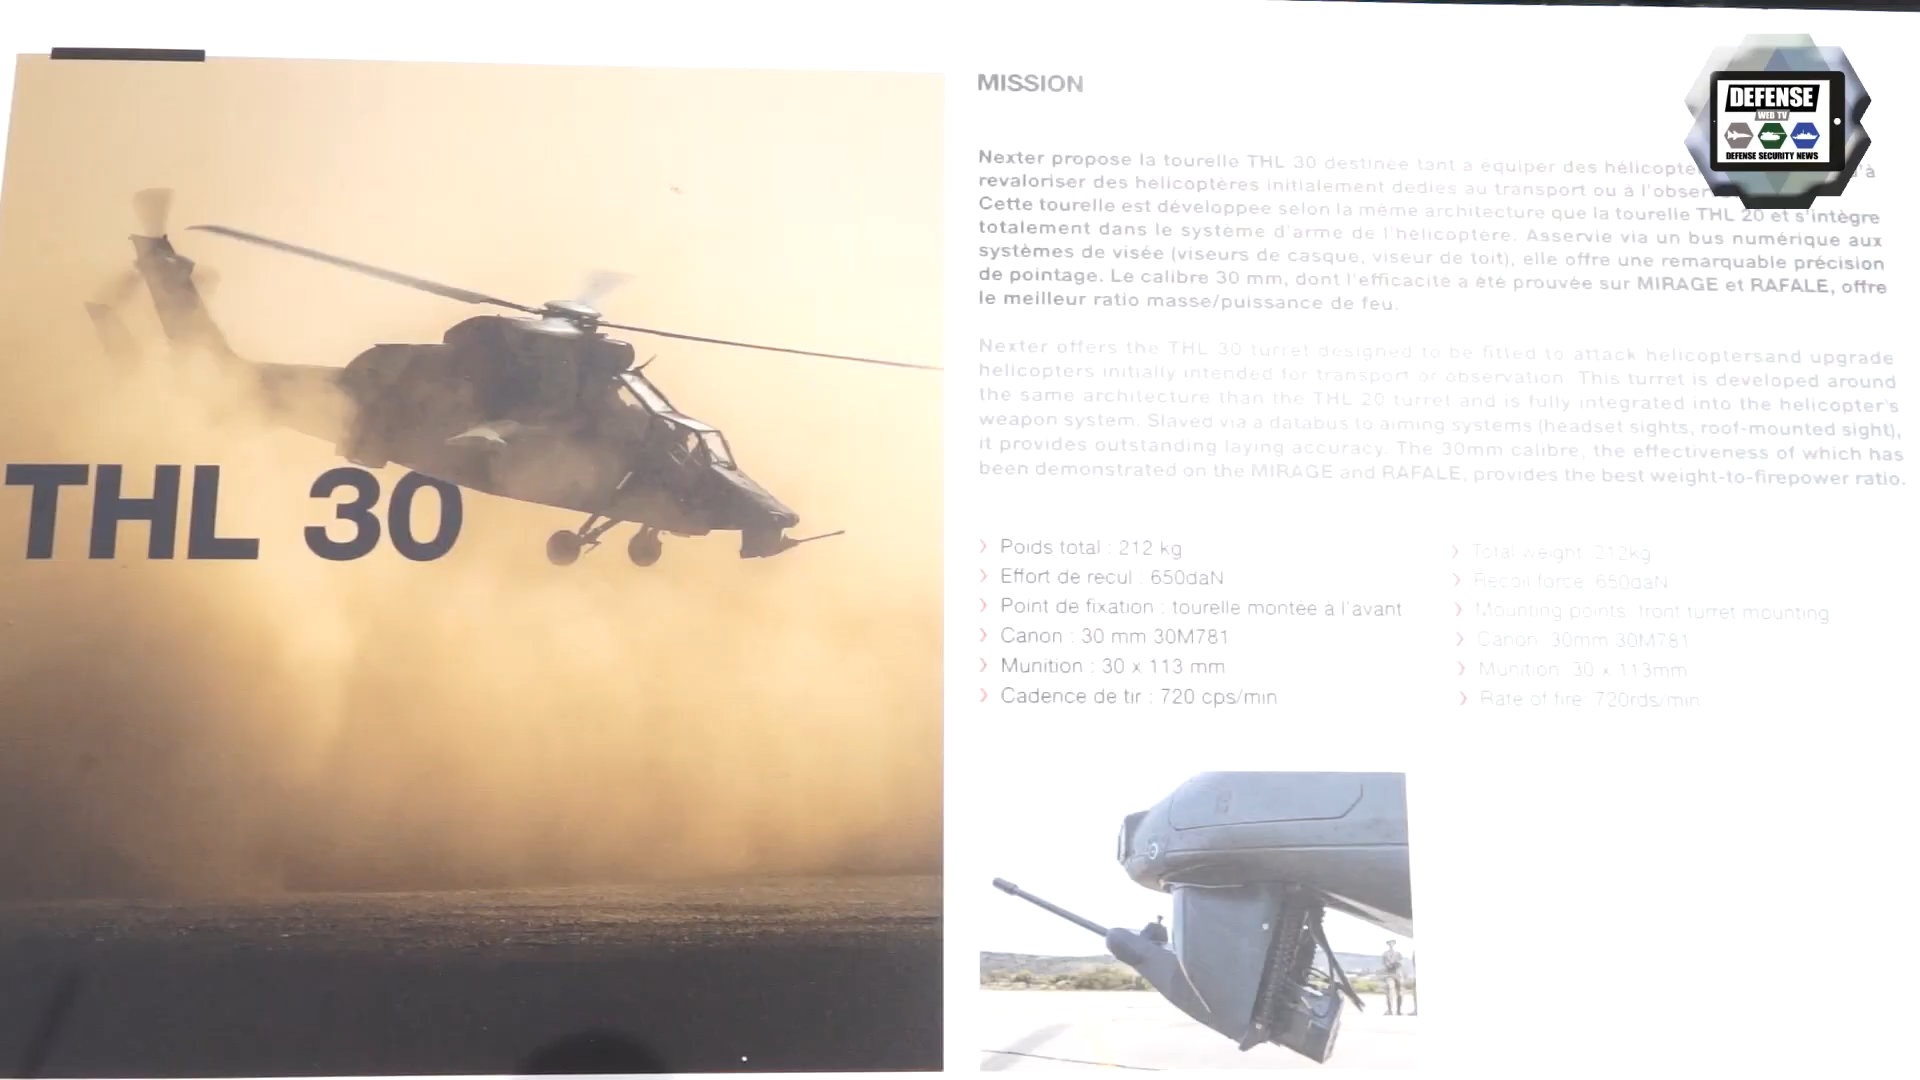 THL 30
MISSION
DEFENSE
WEB TV
DEFENSE SECURITY NEWS
Nexter propose la tourelle THL 30 destinée tant à équiper des hélicopte
revaloriser des hélicoptères initialement dédiés au transport ou à l'obser
Cette tourelle est développée selon la même architecture que la tourelle THL 20 et s'intègre
totalement dans le système d'arme de l'hélicoptère. Asservie via un bus numérique aux
systèmes de visée (viseurs de casque, viseur de toit), elle offre une remarquable précision
de pointage. Le calibre 30 mm, dont l'efficacité a été prouvée sur MIRAGE et RAFALE, offre
le meilleur ratio masse/puissance de feu.
Nexter offers the THL 30 turret designed to be fitted to attack helicoptersand upgrade
helicopters initially intended for transport or observation. This turret is developed around
the same architecture than the THL 20 turret and is fully integrated into the helicopter's
weapon system. Slaved via a databus to aiming systems (headset sights, roof-mounted sight),
it provides outstanding laying accuracy. The 30mm calibre, the effectiveness of which has
been demonstrated on the MIRAGE and RAFALE, provides the best weight-to-firepower ratio.
› Poids total : 212 kg
› Effort de recul : 650daN
› Point de fixation : tourelle montée à l'avant
› Canon : 30 mm 30M781
› Munition : 30 x 113 mm
› Cadence de tir : 720 cps/min
› Total weight: 212kg
› Recoil force: 650daN
› Mounting points: front turret mounting
› Canon: 30mm 30M781
› Munition: 30 x 113mm
› Rate of fire: 720rds/min